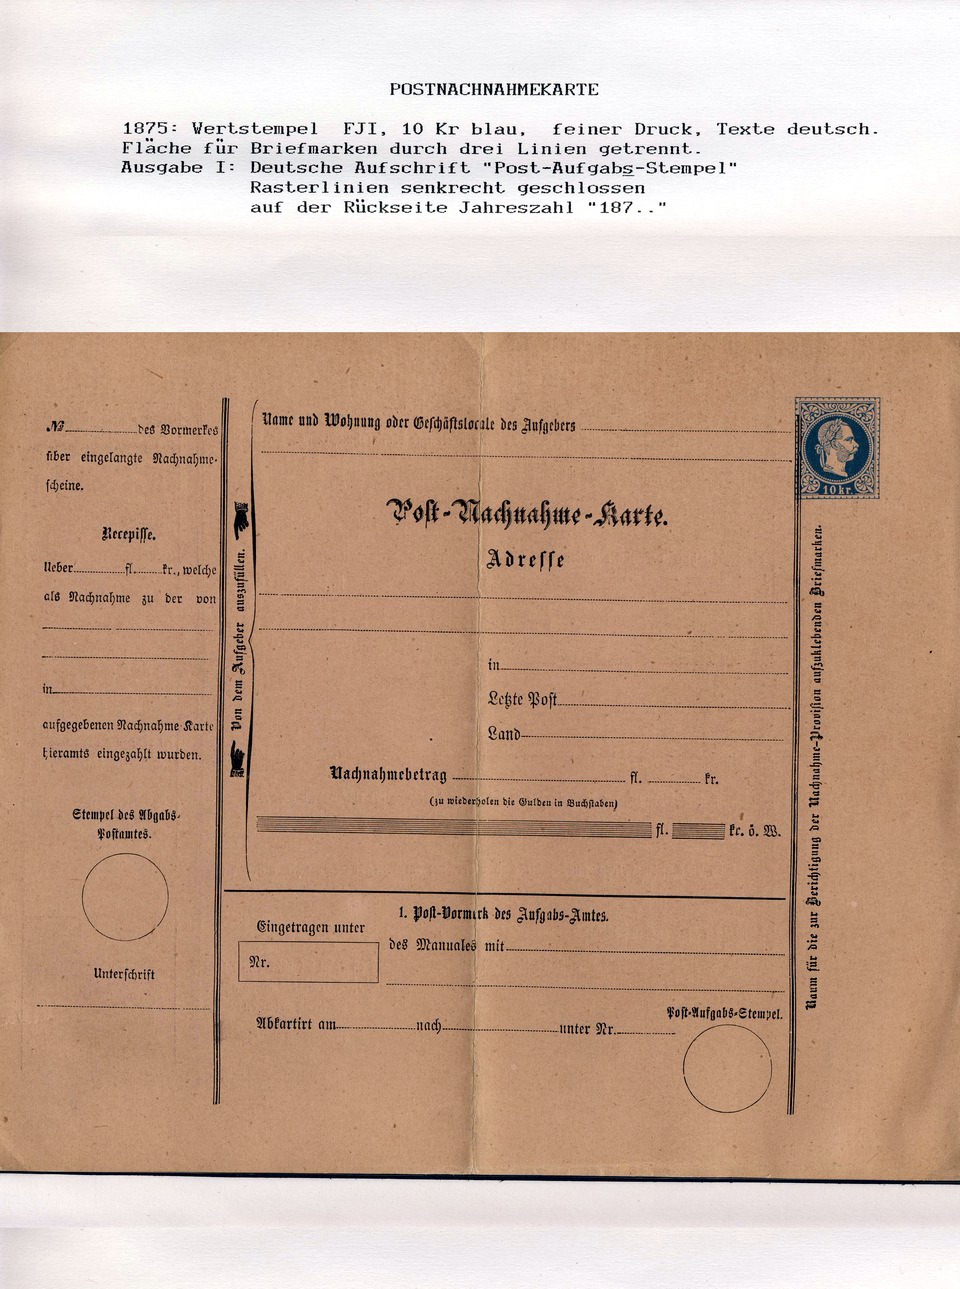 POSTNACHNAHMEKARTE
1875: Wertstempel FJI, 10 Kr blau, feiner Druck, Texte deutsch.
Fläche für Briefmarken durch drei Linien getrennt.
Ausgabe I: Deutsche Aufschrift "Post-Aufgabs-Stempel"
Rasterlinien senkrecht geschlossen
auf der Rückseite Jahreszahl "187.."
№ des Vormerkes
über eingelangte Nachnahme-
scheine.
Recepisse.
Ueber fl. kr., welche
als Nachnahme zu der von
in
aufgegebenen Nachnahme-Karte
hieramts eingezahlt wurden.
Stempel des Abgabs-
Postamtes.
Unterschrift
Von dem Aufgeber auszufüllen.
Name und Wohnung oder Geschäftslocale des Aufgebers
Post-Nachnahme-Karte.
Adresse
in
Letzte Post
Land
Nachnahmebetrag fl. kr.
(zu wiederholen die Gulden in Buchstaben)
fl. kr. ö. W.
1. Post-Vormerk des Aufgabs-Amtes.
Eingetragen unter
Nr.
des Manuales mit
Abkartirt am nach unter Nr.
Post-Aufgabs-Stempel.
10 kr.
Raum für die zur Berichtigung der Nachnahme-Provision aufzuklebenden Briefmarken.